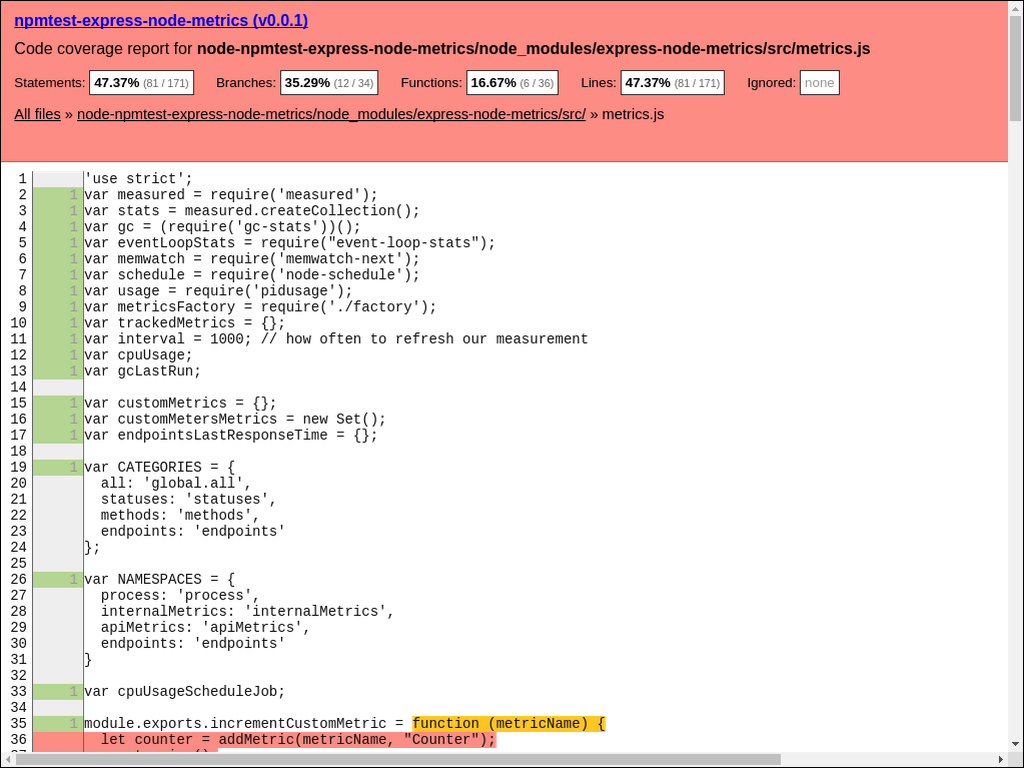 npmtest-express-node-metrics (v0.0.1)
Code coverage report for node-npmtest-express-node-metrics/node_modules/express-node-metrics/src/metrics.js
Statements: 47.37% (81 / 171) Branches: 35.29% (12 / 34) Functions: 16.67% (6 / 36) Lines: 47.37% (81 / 171) Ignored: none
All files » node-npmtest-express-node-metrics/node_modules/express-node-metrics/src/ » metrics.js
1 'use strict';
2 1 var measured = require('measured');
3 1 var stats = measured.createCollection();
4 1 var gc = (require('gc-stats'))();
5 1 var eventLoopStats = require("event-loop-stats");
6 1 var memwatch = require('memwatch-next');
7 1 var schedule = require('node-schedule');
8 1 var usage = require('pidusage');
9 1 var metricsFactory = require('./factory');
10 1 var trackedMetrics = {};
11 1 var interval = 1000; // how often to refresh our measurement
12 1 var cpuUsage;
13 1 var gcLastRun;
14
15 1 var customMetrics = {};
16 1 var customMetersMetrics = new Set();
17 1 var endpointsLastResponseTime = {};
18
19 1 var CATEGORIES = {
20 all: 'global.all',
21 statuses: 'statuses',
22 methods: 'methods',
23 endpoints: 'endpoints'
24 };
25
26 1 var NAMESPACES = {
27 process: 'process',
28 internalMetrics: 'internalMetrics',
29 apiMetrics: 'apiMetrics',
30 endpoints: 'endpoints'
31 }
32
33 1 var cpuUsageScheduleJob;
34
35 1 module.exports.incrementCustomMetric = function (metricName) {
36 let counter = addMetric(metricName, "Counter");